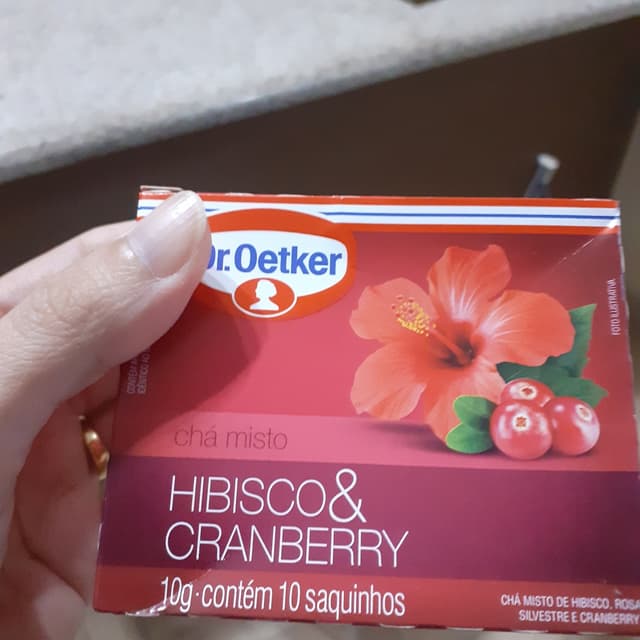 Dr.Oetker
FOTO ILUSTRATIVA
chá misto
HIBISCO&
CRANBERRY
10g·contém 10 saquinhos
CHÁ MISTO DE HIBISCO, ROSA
SILVESTRE E CRANBERRY